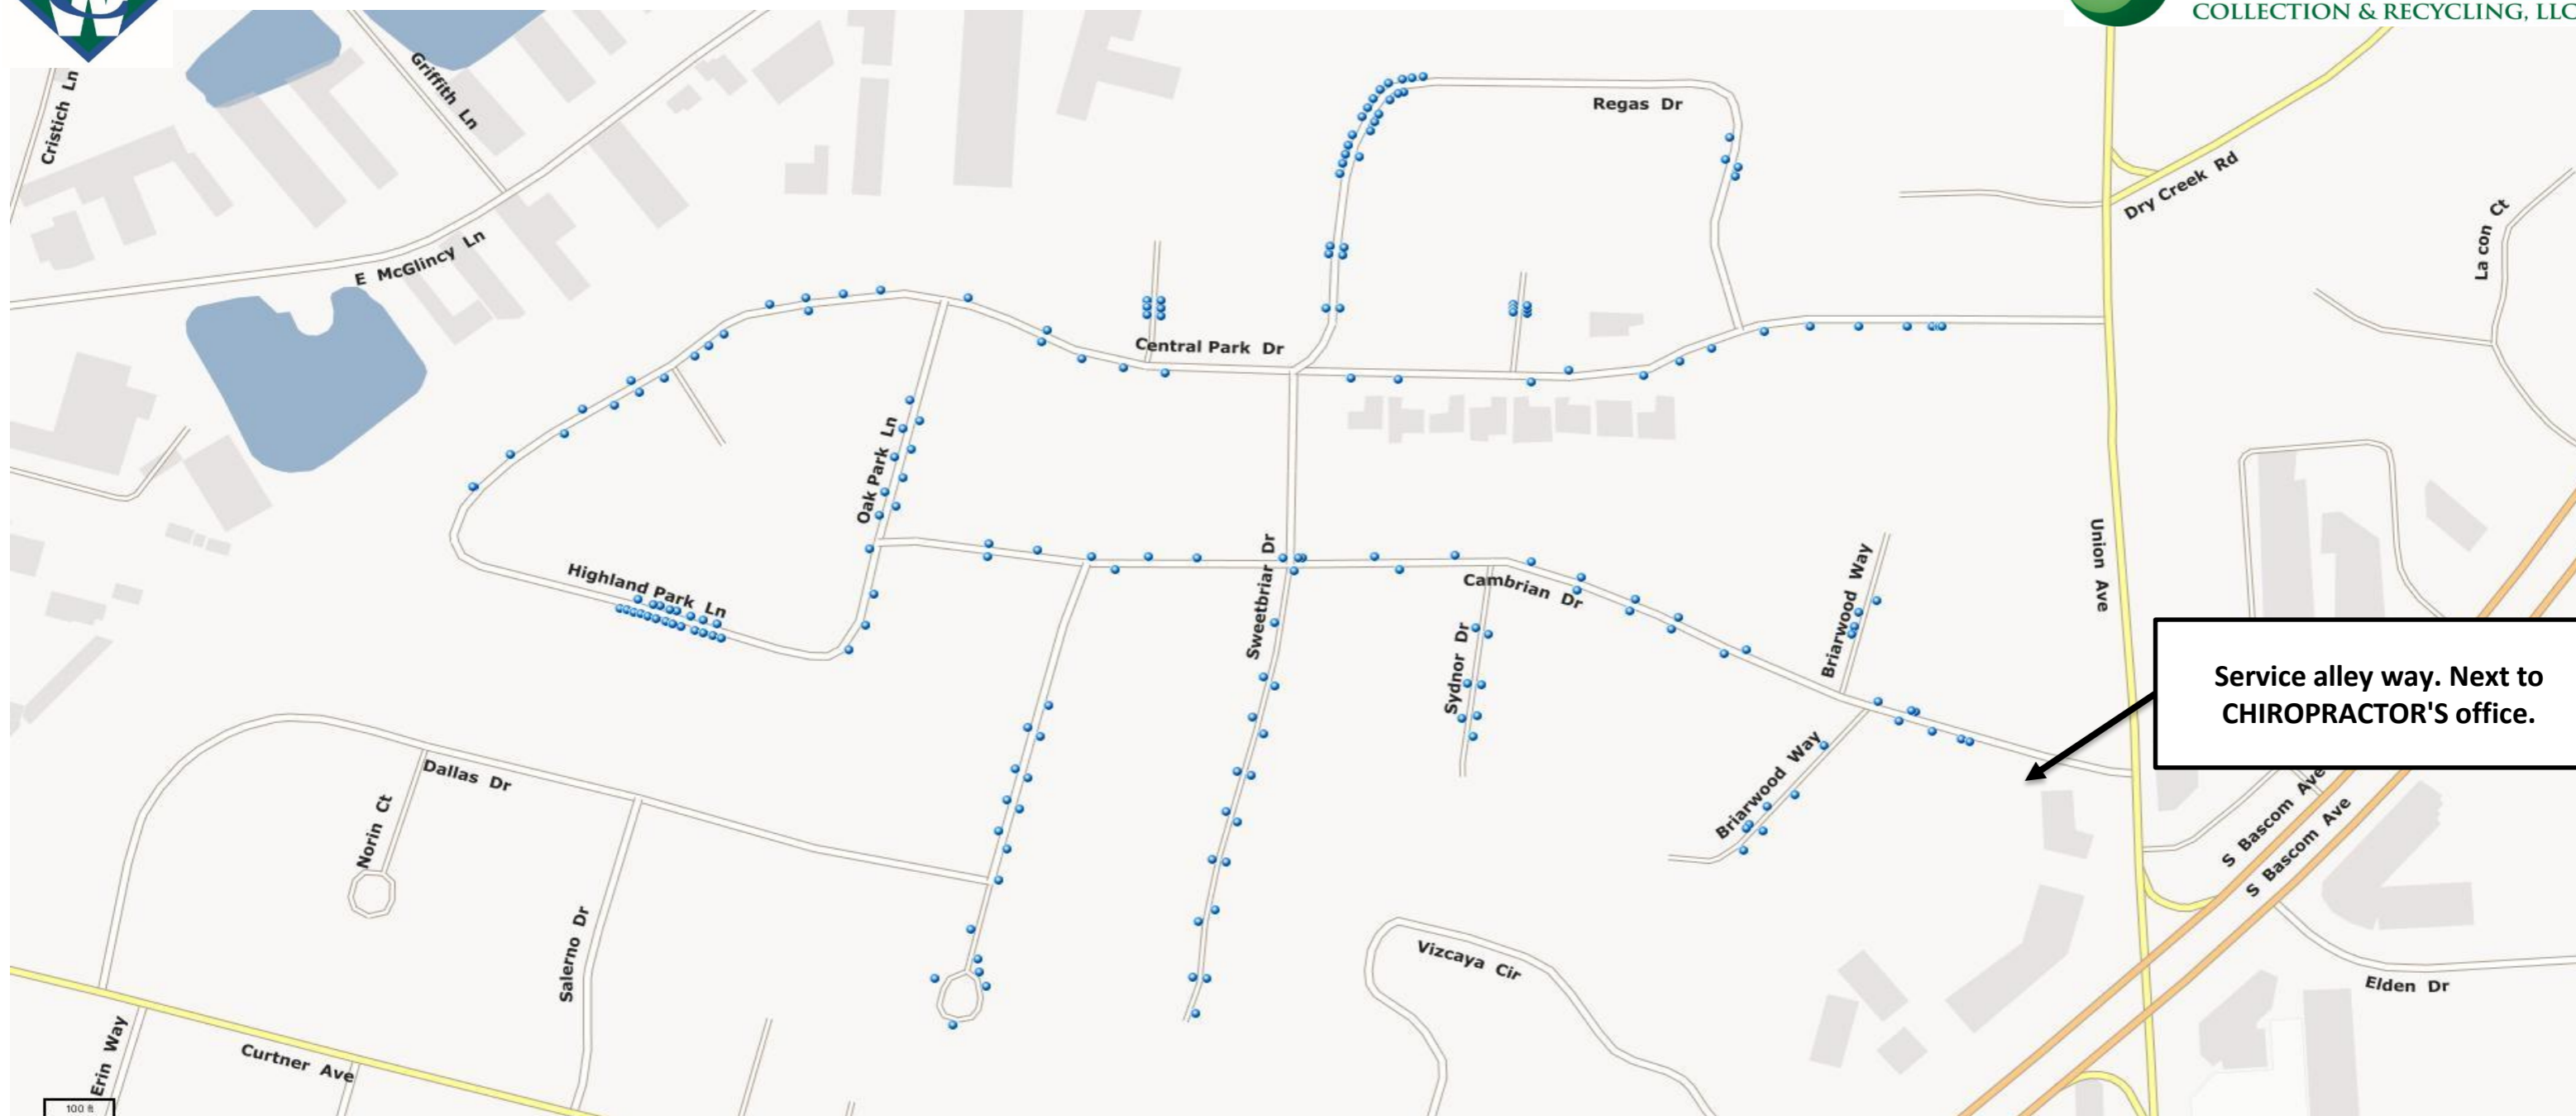 COLLECTION & RECYCLING, LLC
Cristich Ln
Griffith Ln
Regas Dr
Dry Creek Rd
La con Ct
E McGlincy Ln
Central Park Dr
Oak Park Ln
Union Ave
Sweetbriar Dr
Highland Park Ln
Cambrian Dr
Briarwood Way
Sydnor Dr
Service alley way. Next to
CHIROPRACTOR'S office.
Briarwood Way
Dallas Dr
Norin Ct
S Bascom Ave
S Bascom Ave
Salerno Dr
Vizcaya Cir
Elden Dr
Erin Way
Curtner Ave
100 ft